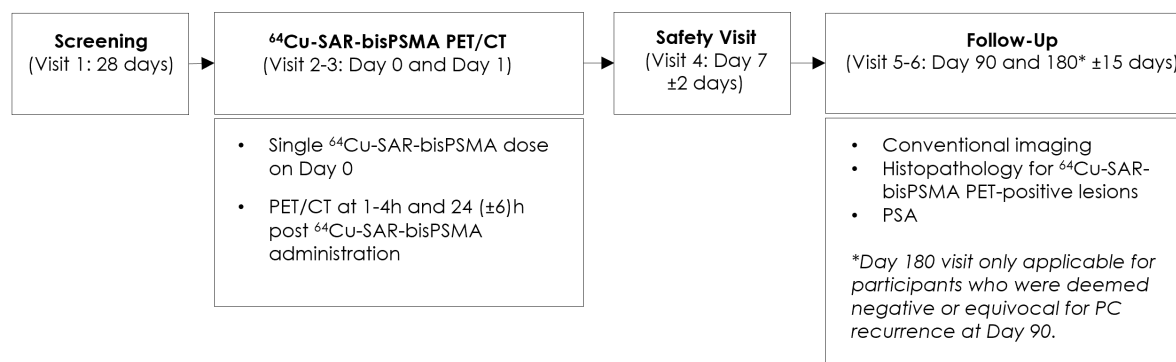 Screening
(Visit 1: 28 days)
⁶⁴Cu-SAR-bisPSMA PET/CT
(Visit 2-3: Day 0 and Day 1)
Safety Visit
(Visit 4: Day 7
±2 days)
Follow-Up
(Visit 5-6: Day 90 and 180* ±15 days)
• Single ⁶⁴Cu-SAR-bisPSMA dose
on Day 0
• PET/CT at 1-4h and 24 (±6)h
post ⁶⁴Cu-SAR-bisPSMA
administration
• Conventional imaging
• Histopathology for ⁶⁴Cu-SAR-
bisPSMA PET-positive lesions
• PSA
*Day 180 visit only applicable for
participants who were deemed
negative or equivocal for PC
recurrence at Day 90.